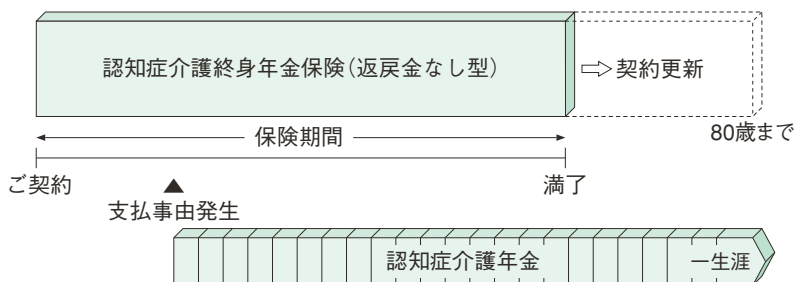 認知症介護終身年金保険(返戻金なし型)
契約更新
保険期間
80歳まで
ご契約
満了
支払事由発生
認知症介護年金
一生涯